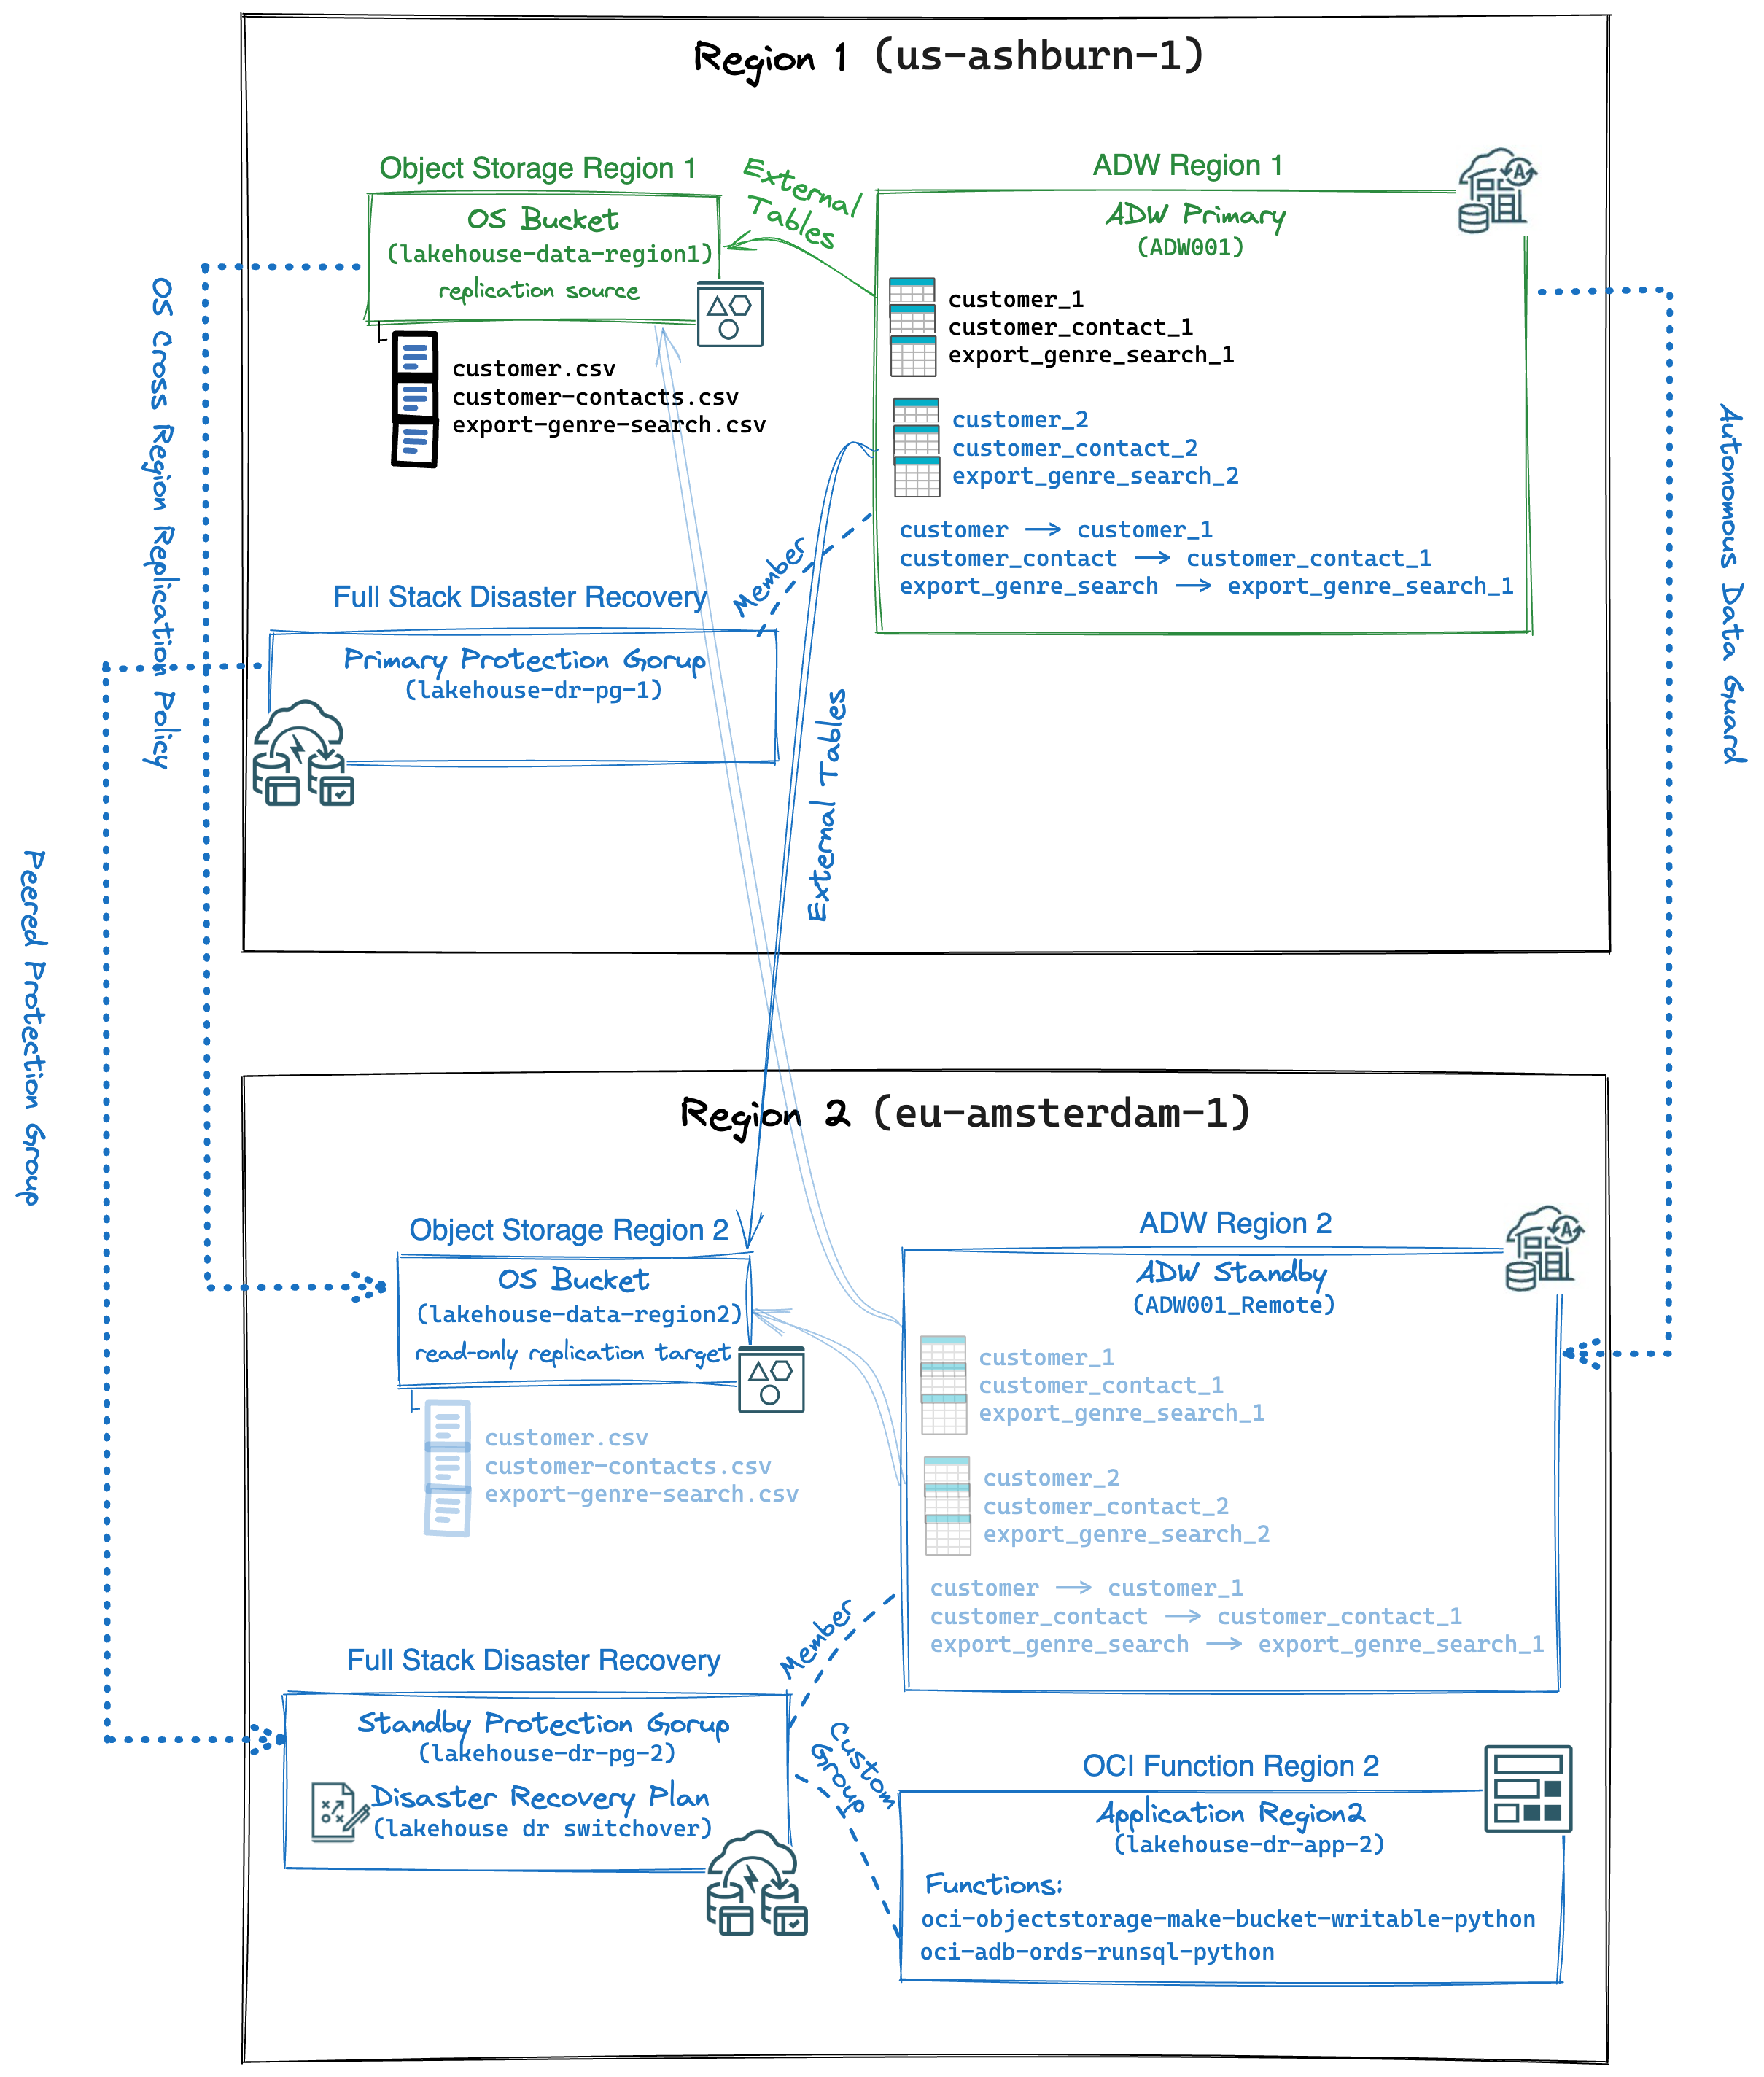 Region 1 (us-ashburn-1)
Object Storage Region 1
OS Bucket
(lakehouse-data-region1)
replication source
customer.csv
customer-contacts.csv
export-genre-search.csv
External
Tables
ADW Region 1
ADW Primary
(ADW001)
A
customer_1
customer_contact_1
export_genre_search_1
customer_2
customer_contact_2
export_genre_search_2
customer → customer_1
customer_contact → customer_contact_1
export_genre_search → export_genre_search_1
Member
Full Stack Disaster Recovery
Primary Protection Gorup
(lakehouse-dr-pg-1)
External Tables
OS Cross Region Replication Policy
Peered Protection Group
Autonomous Data Guard
Region 2 (eu-amsterdam-1)
Object Storage Region 2
OS Bucket
(lakehouse-data-region2)
read-only replication target
customer.csv
customer-contacts.csv
export-genre-search.csv
ADW Region 2
ADW Standby
(ADW001_Remote)
A
customer_1
customer_contact_1
export_genre_search_1
customer_2
customer_contact_2
export_genre_search_2
customer → customer_1
customer_contact → customer_contact_1
export_genre_search → export_genre_search_1
Member
Full Stack Disaster Recovery
Standby Protection Gorup
(lakehouse-dr-pg-2)
Disaster Recovery Plan
(lakehouse dr switchover)
Custom
Group
OCI Function Region 2
Application Region2
(lakehouse-dr-app-2)
Functions:
oci-objectstorage-make-bucket-writable-python
oci-adb-ords-runsql-python